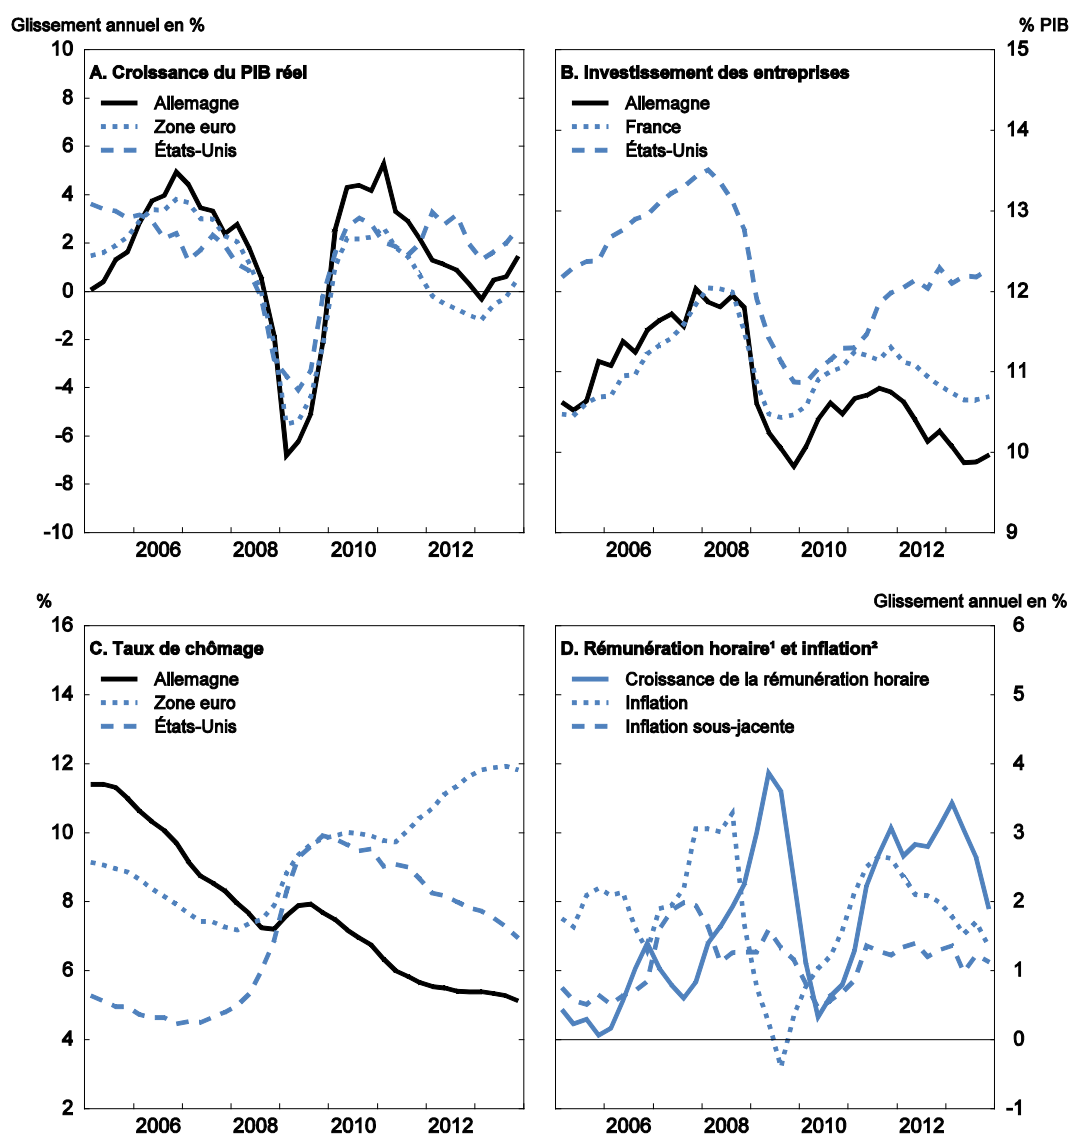 Glissement annuel en %
% PIB
10
8
6
4
2
0
-2
-4
-6
-8
-10
A. Croissance du PIB réel
Allemagne
Zone euro
États-Unis
2006 2008 2010 2012
B. Investissement des entreprises
Allemagne
France
États-Unis
15
14
13
12
11
10
9
2006 2008 2010 2012
%
Glissement annuel en %
16
14
12
10
8
6
4
2
C. Taux de chômage
Allemagne
Zone euro
États-Unis
2006 2008 2010 2012
D. Rémunération horaire¹ et inflation²
Croissance de la rémunération horaire
Inflation
Inflation sous-jacente
6
5
4
3
2
1
0
-1
2006 2008 2010 2012